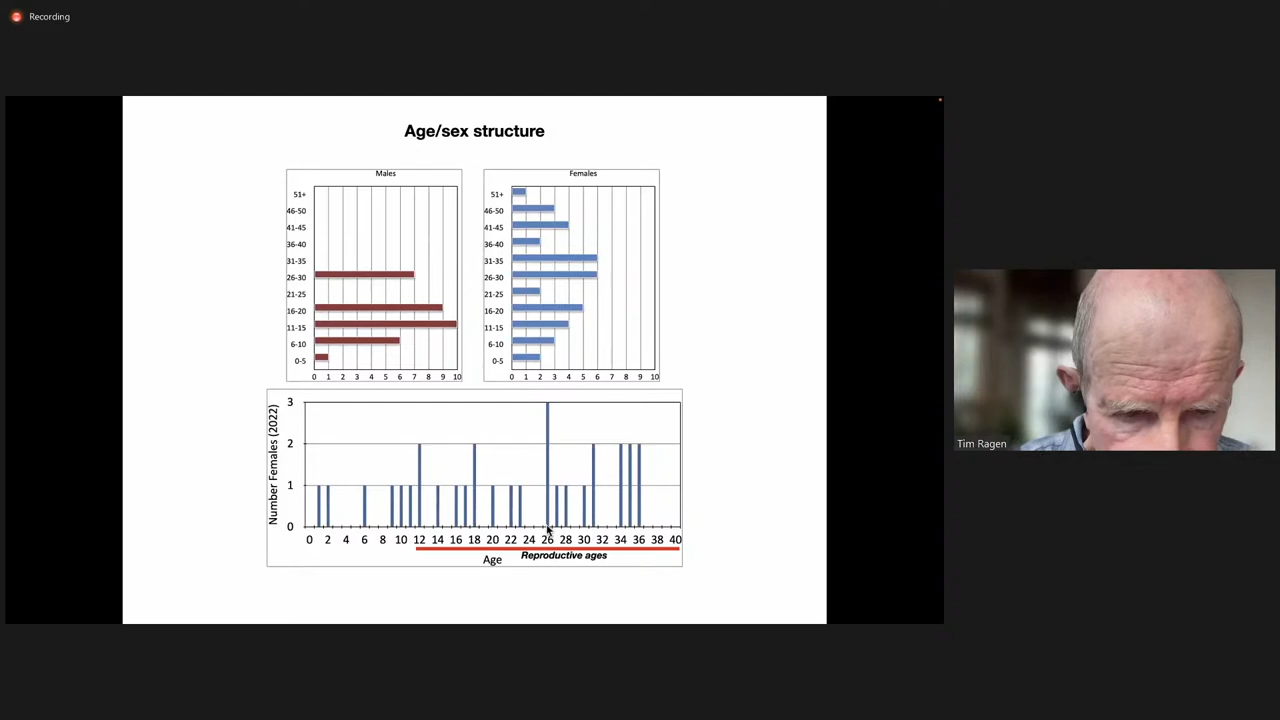 Recording
Age/sex structure
Males
51+
46-50
41-45
36-40
31-35
26-30
21-25
16-20
11-15
6-10
0-5
0 1 2 3 4 5 6 7 8 9 10
Females
51+
46-50
41-45
36-40
31-35
26-30
21-25
16-20
11-15
6-10
0-5
0 1 2 3 4 5 6 7 8 9 10
Number Females (2022)
3
2
1
0
0 2 4 6 8 10 12 14 16 18 20 22 24 26 28 30 32 34 36 38 40
Reproductive ages
Age
Tim Ragen